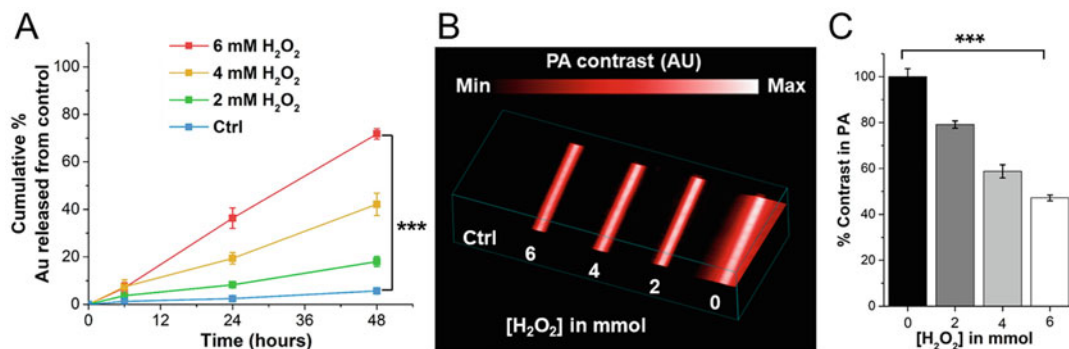 A
Cumulative %
Au released from control
100
80
60
40
20
0
0
12
24
36
48
Time (hours)
6 mM H₂O₂
4 mM H₂O₂
2 mM H₂O₂
Ctrl
***
B
PA contrast (AU)
Min
Max
Ctrl
6
4
2
0
[H₂O₂] in mmol
C
***
% Contrast in PA
100
80
60
40
20
0
0
2
4
6
[H₂O₂] in mmol